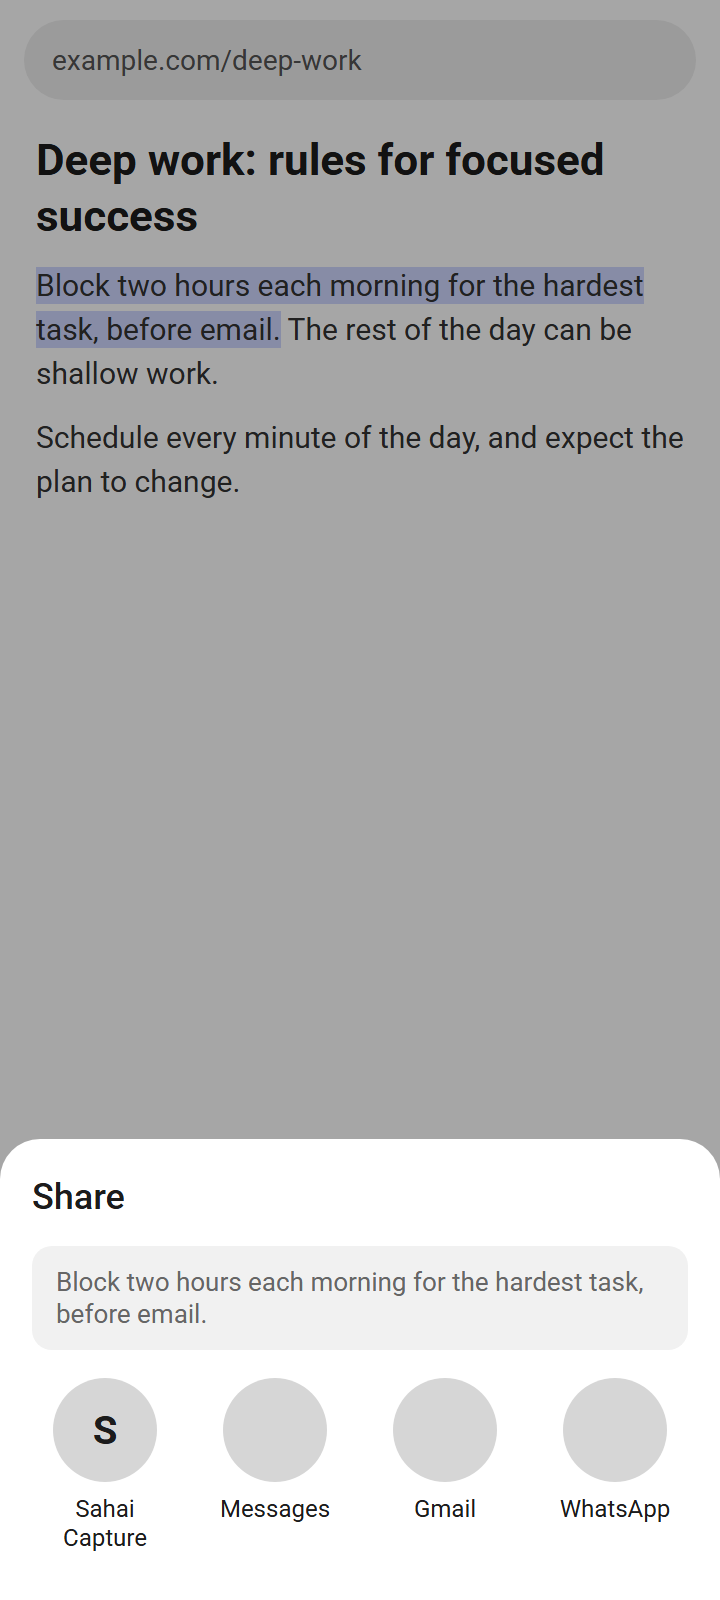 example.com/deep-work
Deep work: rules for focused
success
Block two hours each morning for the hardest
task, before email. The rest of the day can be
shallow work.
Schedule every minute of the day, and expect the
plan to change.
Share
Block two hours each morning for the hardest task,
before email.
S
Sahai
Capture
Messages
Gmail
WhatsApp